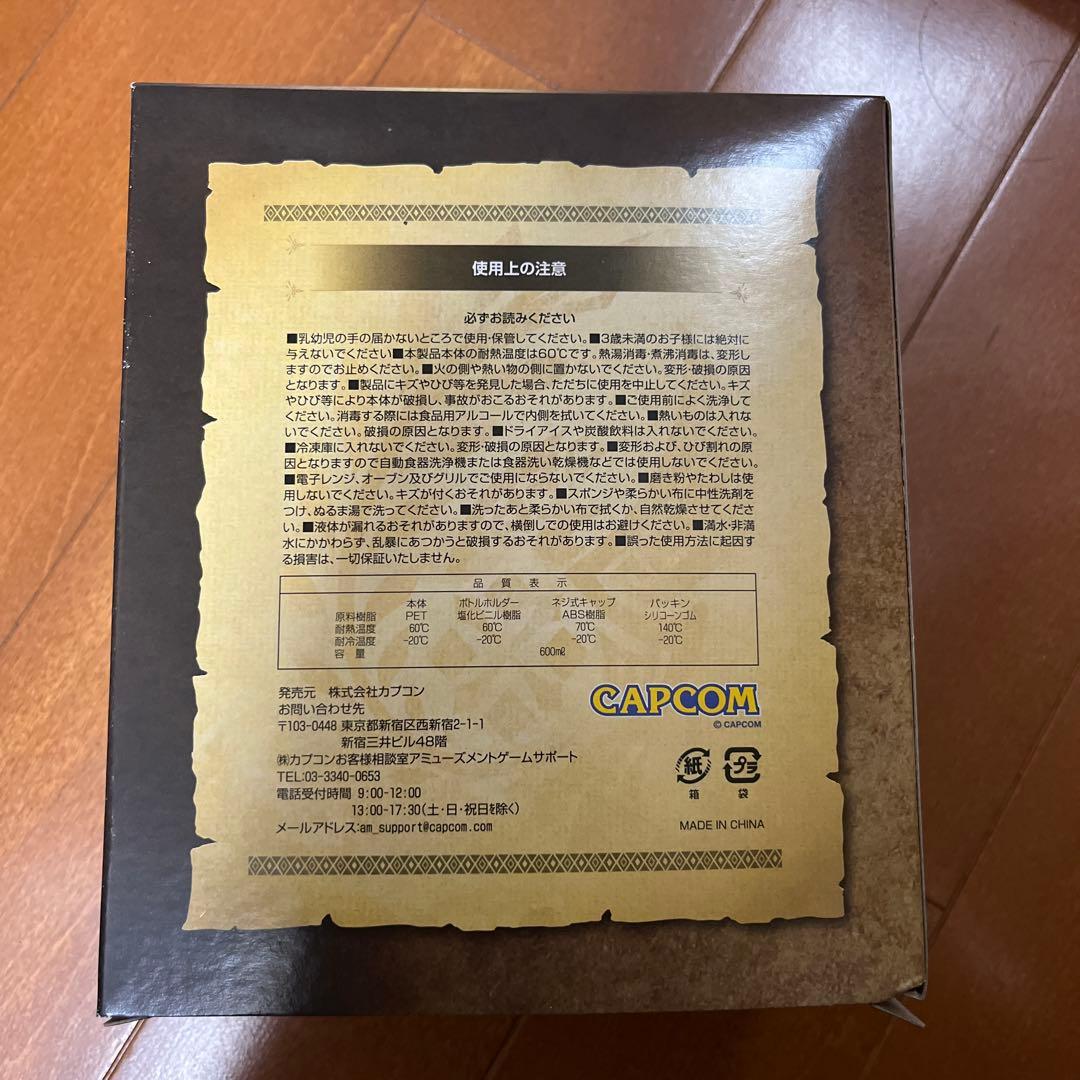 使用上の注意
必ずお読みください
■乳幼児の手の届かないところで使用・保管してください。■3歳未満のお子様には絶対に
与えないでください■本製品本体の耐熱温度は60℃です。熱湯消毒・煮沸消毒は、変形し
ますのでお止めください。■火の側や熱い物の側に置かないでください。変形・破損の原因
となります。■製品にキズやひび等を発見した場合、ただちに使用を中止してください。キズ
やひび等により本体が破損し、事故がおこるおそれがあります。■ご使用前によく洗浄して
ください。消毒する際には食品用アルコールで内側を拭いてください。■熱いものは入れな
いでください。破損の原因となります。■ドライアイスや炭酸飲料は入れないでください。
■冷凍庫に入れないでください。変形・破損の原因となります。■変形および、ひび割れの原
因となりますので自動食器洗浄機または食器洗い乾燥機などでは使用しないでください。
■電子レンジ、オーブン及びグリルでご使用にならないでください。■磨き粉やたわしは使
用しないでください。キズが付くおそれがあります。■スポンジや柔らかい布に中性洗剤を
つけ、ぬるま湯で洗ってください。■洗ったあと柔らかい布で拭くか、自然乾燥させてくださ
い。■液体が漏れるおそれがありますので、横倒しでの使用はお避けください。■満水・非満
水にかかわらず、乱暴にあつかうと破損するおそれがあります。■誤った使用方法に起因す
る損害は、一切保証いたしません。
品質表示
本体 ボトルホルダー ネジ式キャップ パッキン
原料樹脂 PET 塩化ビニル樹脂 ABS樹脂 シリコーンゴム
耐熱温度 60℃ 60℃ 70℃ 140℃
耐冷温度 -20℃ -20℃ -20℃ -20℃
容量 600㎖
発売元 株式会社カプコン
お問い合わせ先
〒103-0448 東京都新宿区西新宿2-1-1
新宿三井ビル48階
㈱カプコンお客様相談室アミューズメントゲームサポート
TEL:03-3340-0653
電話受付時間 9:00-12:00
13:00-17:30(土・日・祝日を除く)
メールアドレス:am_support@capcom.com
CAPCOM
© CAPCOM
紙 プラ
箱 袋
MADE IN CHINA